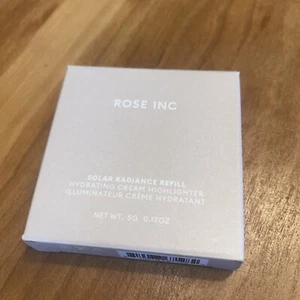 ROSE INC
SOLAR RADIANCE REFILL
HYDRATING CREAM HIGHLIGHTER
ILLUMINATEUR CRÈME HYDRATANT
NET WT. 5G 0.17OZ